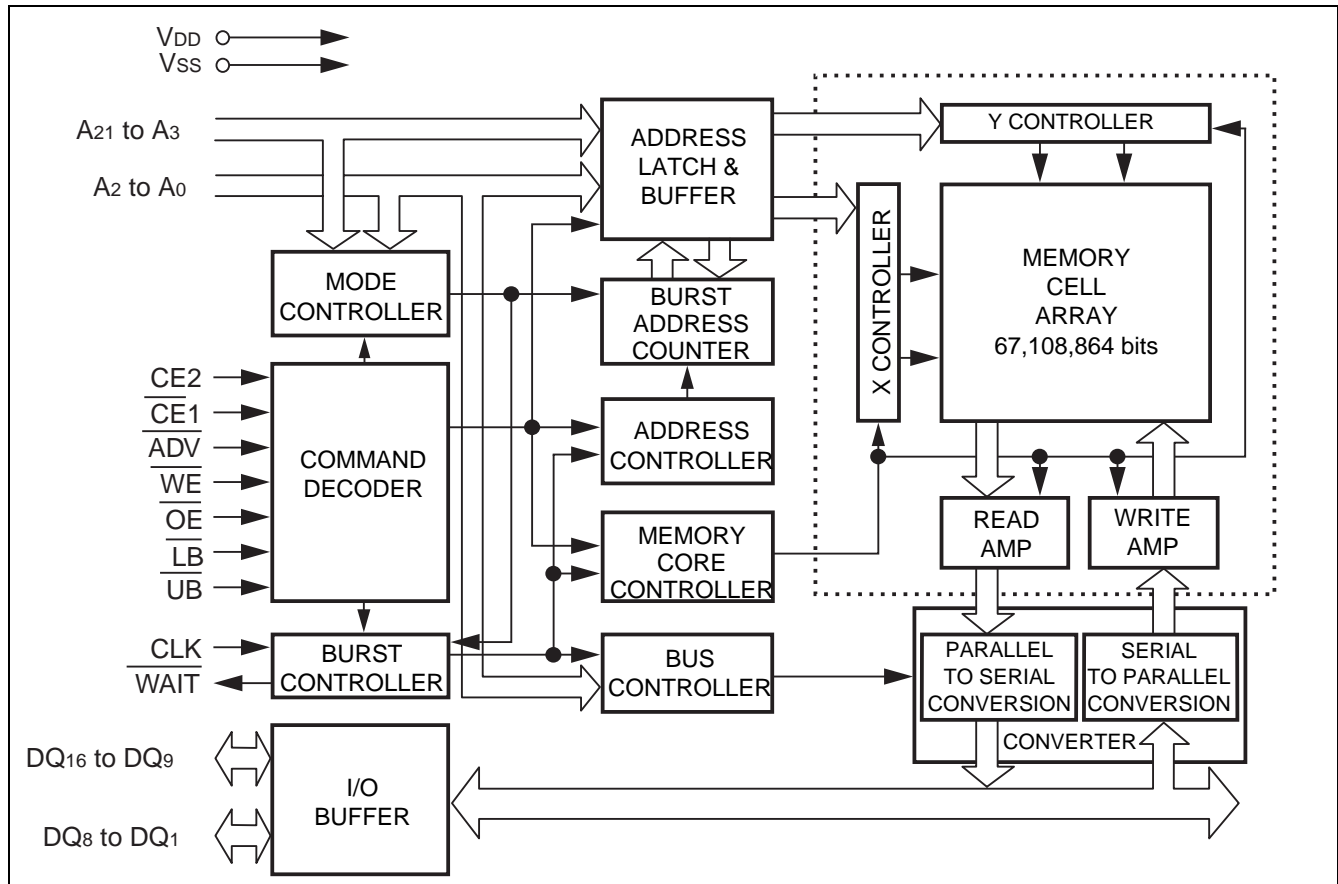 VDD
VSS
A21 to A3
A2 to A0
ADDRESS
LATCH &
BUFFER
Y CONTROLLER
X CONTROLLER
MEMORY
CELL
ARRAY
67,108,864 bits
MODE
CONTROLLER
BURST
ADDRESS
COUNTER
CE2
CE1
ADV
WE
OE
LB
UB
COMMAND
DECODER
ADDRESS
CONTROLLER
MEMORY
CORE
CONTROLLER
READ
AMP
WRITE
AMP
CLK
WAIT
BURST
CONTROLLER
BUS
CONTROLLER
PARALLEL
TO SERIAL
CONVERSION
SERIAL
TO PARALLEL
CONVERSION
CONVERTER
DQ16 to DQ9
DQ8 to DQ1
I/O
BUFFER